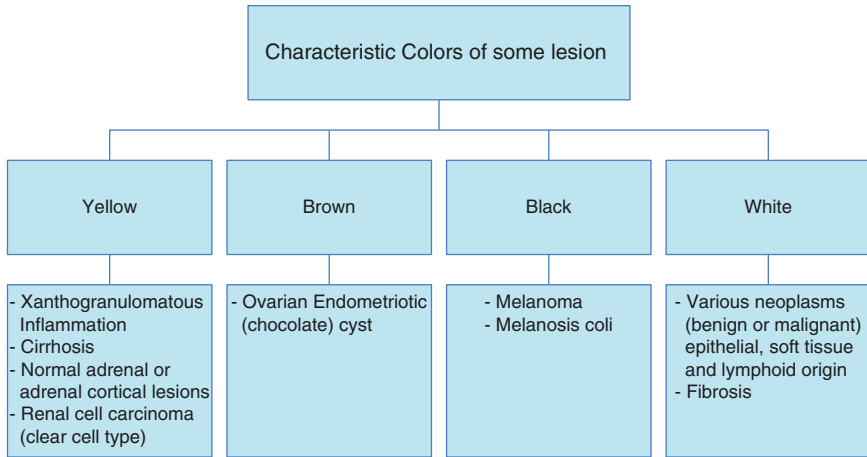 Characteristic Colors of some lesion
Yellow
Brown
Black
White
- Xanthogranulomatous
Inflammation
- Cirrhosis
- Normal adrenal or
adrenal cortical lesions
- Renal cell carcinoma
(clear cell type)
- Ovarian Endometriotic
(chocolate) cyst
- Melanoma
- Melanosis coli
- Various neoplasms
(benign or malignant)
epithelial, soft tissue
and lymphoid origin
- Fibrosis